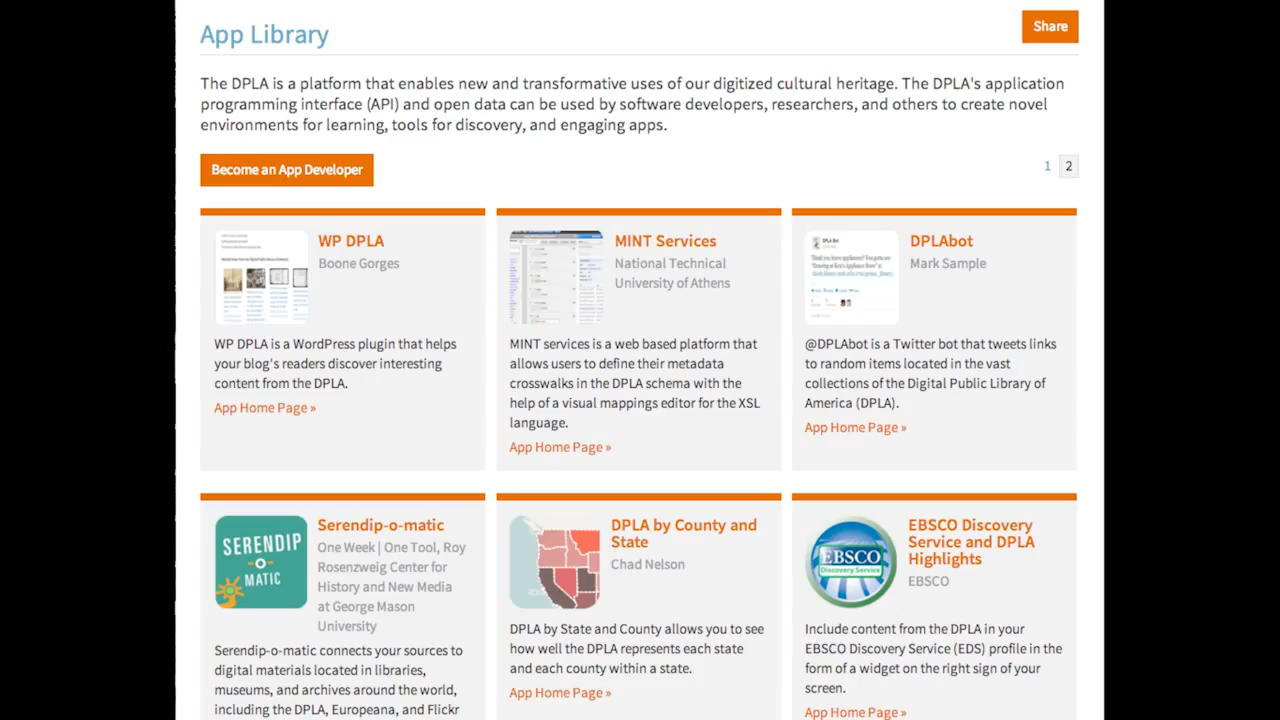 App Library
Share
The DPLA is a platform that enables new and transformative uses of our digitized cultural heritage. The DPLA's application
programming interface (API) and open data can be used by software developers, researchers, and others to create novel
environments for learning, tools for discovery, and engaging apps.
Become an App Developer
1 2
WP DPLA
Boone Gorges
WP DPLA is a WordPress plugin that helps
your blog's readers discover interesting
content from the DPLA.
App Home Page »
MINT Services
National Technical
University of Athens
MINT services is a web based platform that
allows users to define their metadata
crosswalks in the DPLA schema with the
help of a visual mappings editor for the XSL
language.
App Home Page »
DPLAbot
Mark Sample
@DPLAbot is a Twitter bot that tweets links
to random items located in the vast
collections of the Digital Public Library of
America (DPLA).
App Home Page »
SERENDIP
-O-
MATIC
Serendip-o-matic
One Week | One Tool, Roy
Rosenzweig Center for
History and New Media
at George Mason
University
Serendip-o-matic connects your sources to
digital materials located in libraries,
museums, and archives around the world,
including the DPLA, Europeana, and Flickr
DPLA by County and
State
Chad Nelson
DPLA by State and County allows you to see
how well the DPLA represents each state
and each county within a state.
App Home Page »
EBSCO
Discovery Service
EBSCO Discovery
Service and DPLA
Highlights
EBSCO
Include content from the DPLA in your
EBSCO Discovery Service (EDS) profile in the
form of a widget on the right sign of your
screen.
App Home Page »